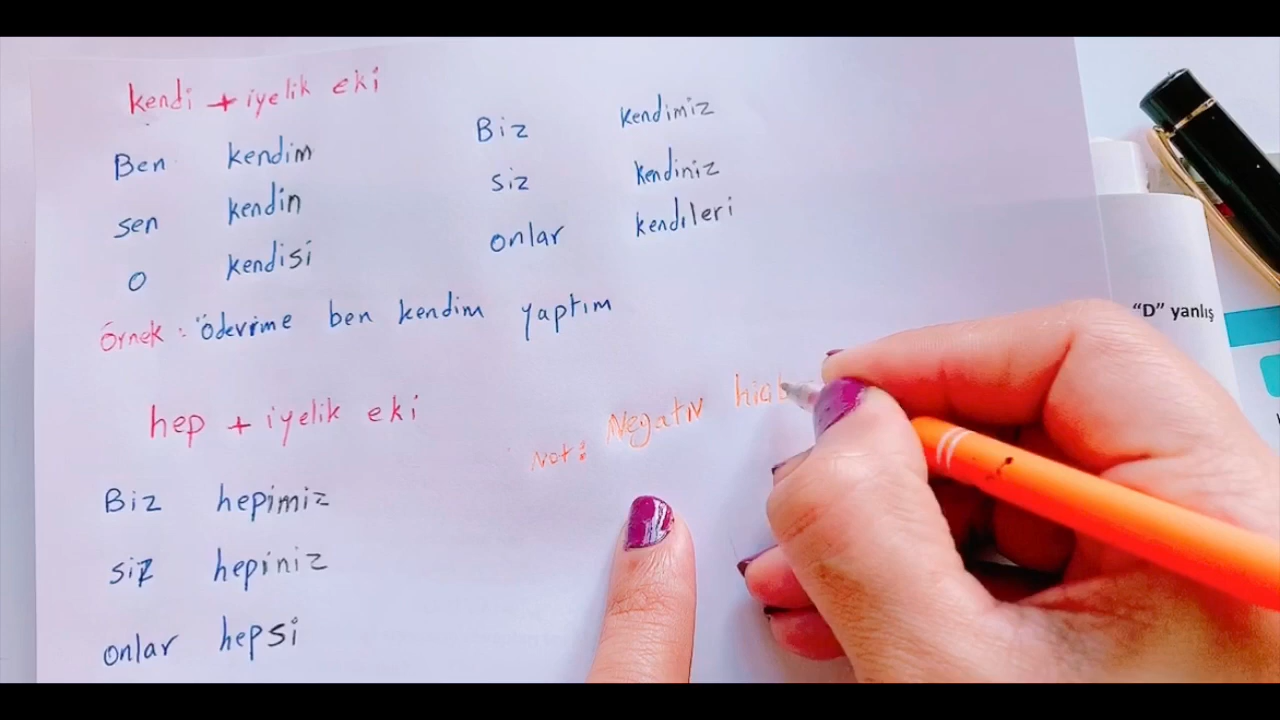 kendi + iyelik eki
Ben kendim
sen kendin
o kendisi
Biz kendimiz
siz kendiniz
onlar kendileri
Örnek: "ödevime ben kendim yaptım
hep + iyelik eki
Biz hepimiz
siz hepiniz
onlar hepsi
Not: Negatıv
"D" yanlış